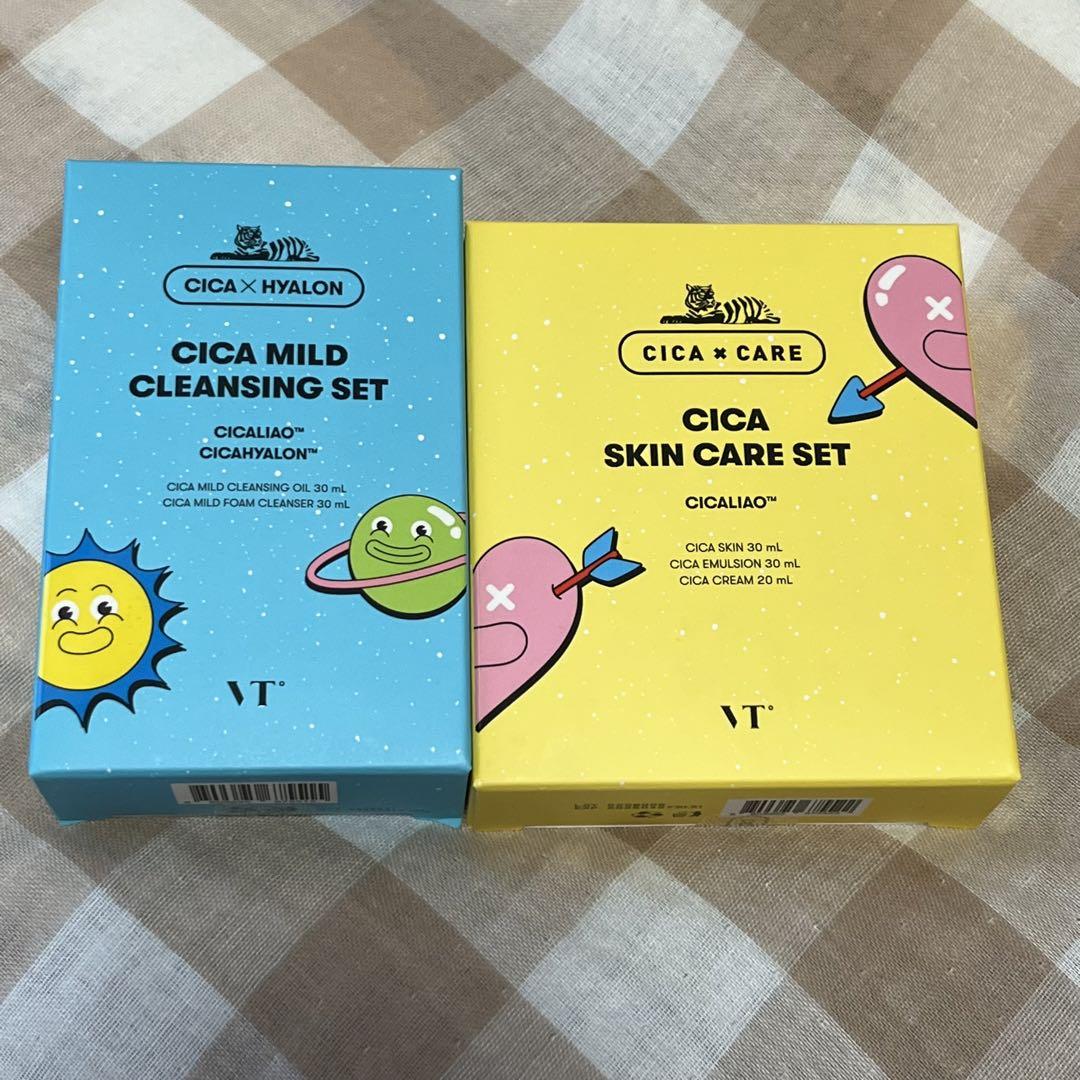 CICA × HYALON
CICA MILD
CLEANSING SET
CICALIAO™
CICAHYALON™
CICA MILD CLEANSING OIL 30 mL
CICA MILD FOAM CLEANSER 30 mL
VT°
CICA × CARE
CICA
SKIN CARE SET
CICALIAO™
CICA SKIN 30 mL
CICA EMULSION 30 mL
CICA CREAM 20 mL
VT°